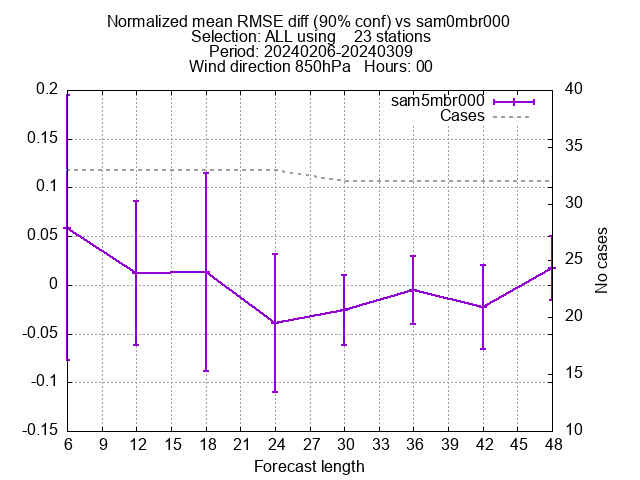 Normalized mean RMSE diff (90% conf) vs sam0mbr000
Selection: ALL using    23 stations
Period: 20240206-20240309
Wind direction 850hPa   Hours: 00
sam5mbr000
Cases
0.2
0.15
0.1
0.05
0
-0.05
-0.1
-0.15
40
35
30
25
20
15
10
No cases
6 9 12 15 18 21 24 27 30 33 36 39 42 45 48
Forecast length